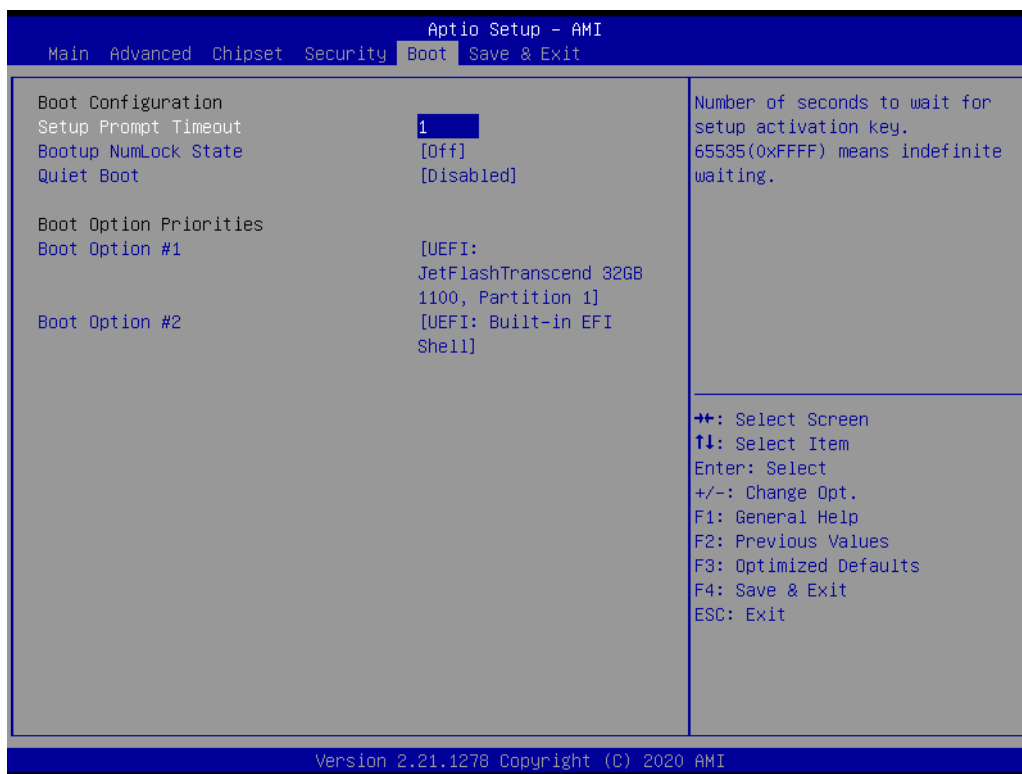 Aptio Setup - AMI
Main Advanced Chipset Security Boot Save & Exit
Boot Configuration
Setup Prompt Timeout 1
Bootup NumLock State [Off]
Quiet Boot [Disabled]
Boot Option Priorities
Boot Option #1 [UEFI:
JetFlashTranscend 32GB
1100, Partition 1]
Boot Option #2 [UEFI: Built-in EFI
Shell]
Number of seconds to wait for
setup activation key.
65535(0xFFFF) means indefinite
waiting.
→←: Select Screen
↑↓: Select Item
Enter: Select
+/-: Change Opt.
F1: General Help
F2: Previous Values
F3: Optimized Defaults
F4: Save & Exit
ESC: Exit
Version 2.21.1278 Copyright (C) 2020 AMI